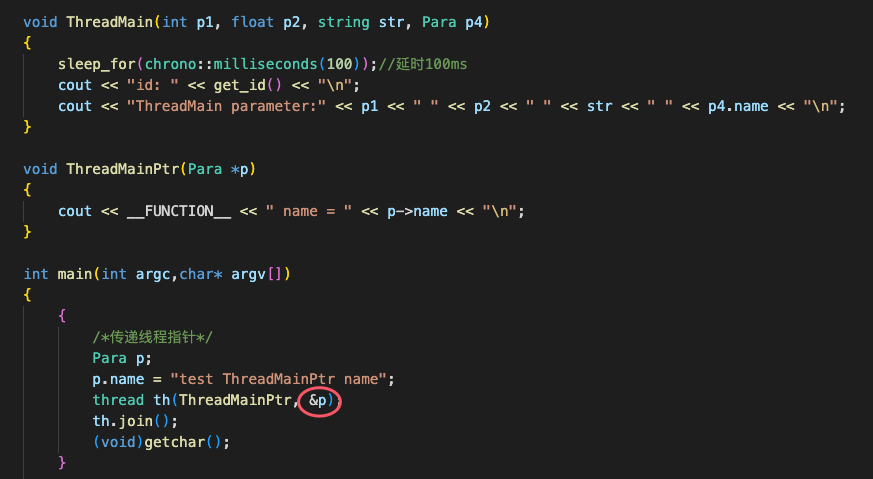 void ThreadMain(int p1, float p2, string str, Para p4)
{
sleep_for(chrono::milliseconds(100));//延时100ms
cout << "id: " << get_id() << "\n";
cout << "ThreadMain parameter:" << p1 << " " << p2 << " " << str << " " << p4.name << "\n";
}
void ThreadMainPtr(Para *p)
{
cout << __FUNCTION__ << " name = " << p->name << "\n";
}
int main(int argc,char* argv[])
{
{
/*传递线程指针*/
Para p;
p.name = "test ThreadMainPtr name";
thread th(ThreadMainPtr, &p);
th.join();
(void)getchar();
}